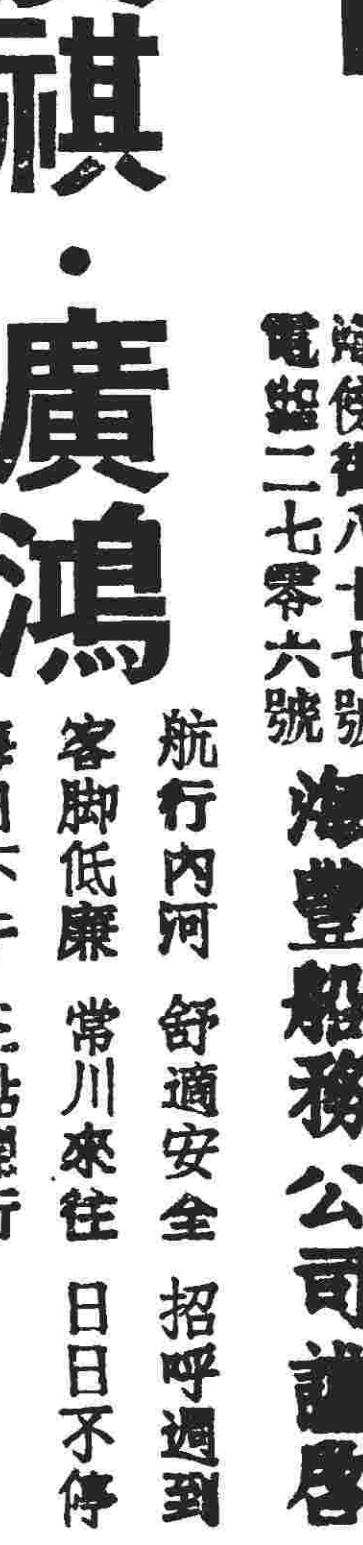 八十七號
電話二七零六號
海豐船務公司謹啓
祺·廣鴻
航行內河 舒適安全 招呼週到
客脚低廉 常川來往 日日不停